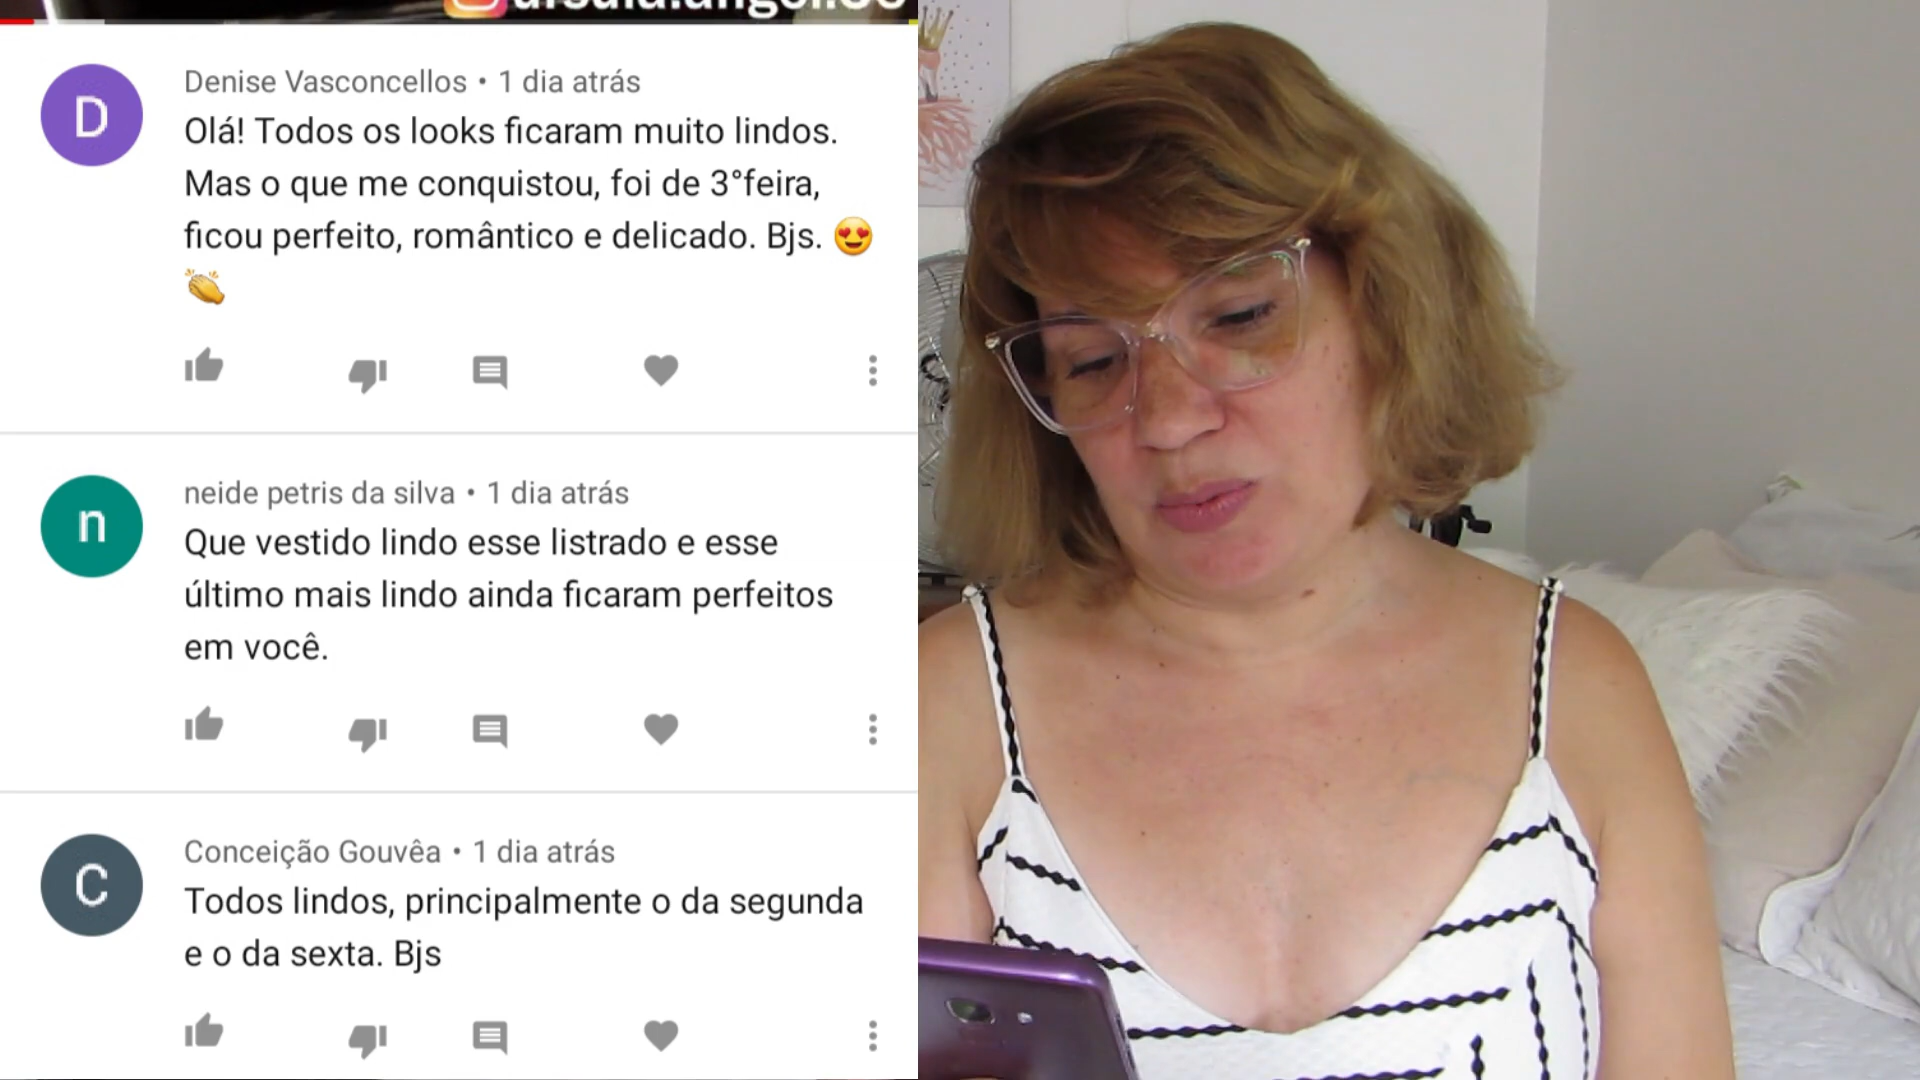 D
Denise Vasconcellos • 1 dia atrás
Olá! Todos os looks ficaram muito lindos.
Mas o que me conquistou, foi de 3°feira,
ficou perfeito, romântico e delicado. Bjs. 😍
👏
n
neide petris da silva • 1 dia atrás
Que vestido lindo esse listrado e esse
último mais lindo ainda ficaram perfeitos
em você.
C
Conceição Gouvêa • 1 dia atrás
Todos lindos, principalmente o da segunda
e o da sexta. Bjs